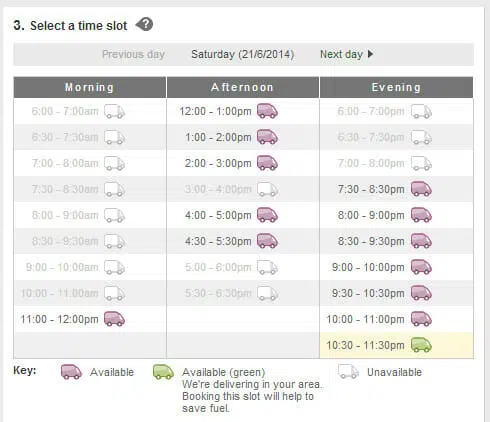 3. Select a time slot ?
Previous day Saturday (21/6/2014) Next day
Morning Afternoon Evening
6:00 - 7:00am 12:00 - 1:00pm 6:00 - 7:00pm
6:30 - 7:30am 1:00 - 2:00pm 6:30 - 7:30pm
7:00 - 8:00am 2:00 - 3:00pm 7:00 - 8:00pm
7:30 - 8:30am 3:00 - 4:00pm 7:30 - 8:30pm
8:00 - 9:00am 4:00 - 5:00pm 8:00 - 9:00pm
8:30 - 9:30am 4:30 - 5:30pm 8:30 - 9:30pm
9:00 - 10:00am 5:00 - 6:00pm 9:00 - 10:00pm
10:00 - 11:00am 5:30 - 6:30pm 9:30 - 10:30pm
11:00 - 12:00pm 10:00 - 11:00pm
10:30 - 11:30pm
Key: Available Available (green) Unavailable
We're delivering in your area.
Booking this slot will help to
save fuel.